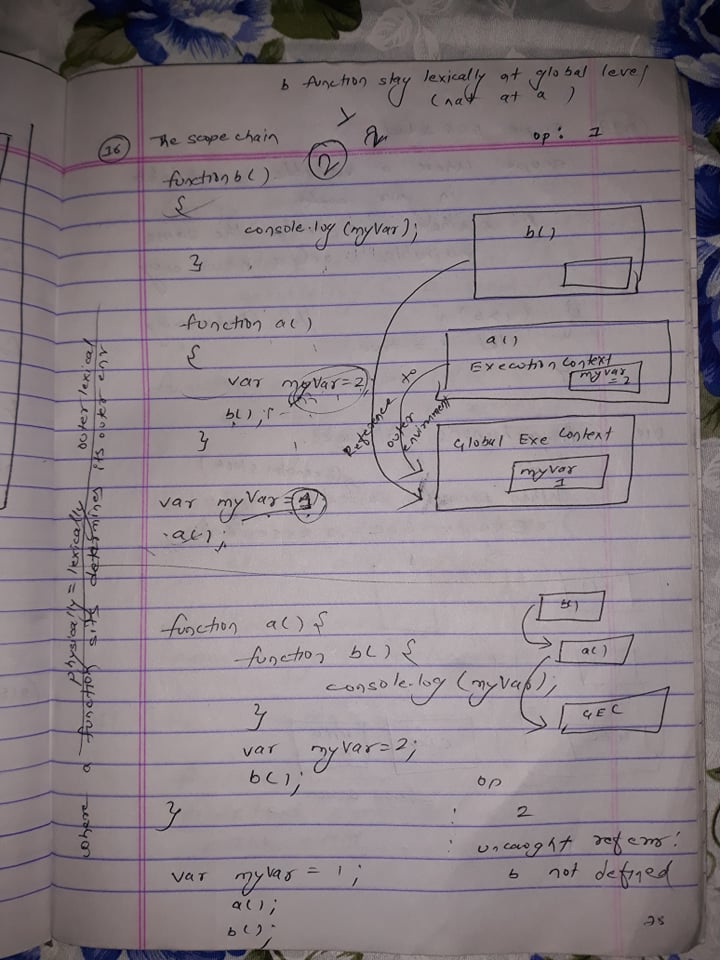 b function stay lexically at global level
(not at a)
16 The scope chain
2
op: 1
function b()
{
console.log(myVar);
}
b()
function a()
{
var myVar=2;
b();
}
a()
Execution Context
myVar
= 2
Reference
to
outer
environment
Global Exe Context
myVar
1
var myVar=1
a();
where a function sits determines its outer env
physically = lexically
outer lexical
function a() {
function b() {
console.log(myVar);
}
var myVar=2;
b();
}
var myVar = 1;
a();
b();
b()
a()
GEC
op
: 2
: uncaught ref err:
b not defined